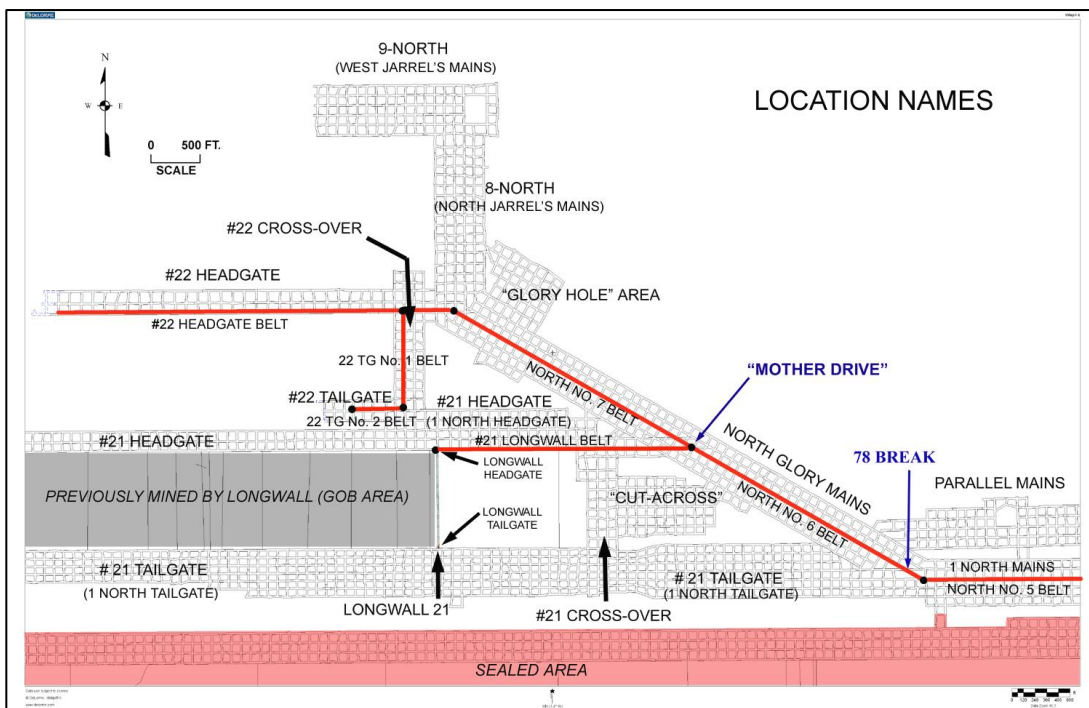 DELORME
N
W
E
0 500 FT.
SCALE
9-NORTH
(WEST JARREL'S MAINS)
LOCATION NAMES
8-NORTH
(NORTH JARREL'S MAINS)
#22 CROSS-OVER
#22 HEADGATE
"GLORY HOLE" AREA
#22 HEADGATE BELT
22 TG No. 1 BELT
"MOTHER DRIVE"
NORTH NO. 7 BELT
#22 TAILGATE
22 TG No. 2 BELT
#21 HEADGATE
(1 NORTH HEADGATE)
#21 HEADGATE
#21 LONGWALL BELT
NORTH GLORY MAINS
LONGWALL
HEADGATE
78 BREAK
PREVIOUSLY MINED BY LONGWALL (GOB AREA)
"CUT-ACROSS"
NORTH NO. 6 BELT
PARALLEL MAINS
LONGWALL
TAILGATE
# 21 TAILGATE
(1 NORTH TAILGATE)
# 21 TAILGATE
(1 NORTH TAILGATE)
1 NORTH MAINS
NORTH NO. 5 BELT
LONGWALL 21
#21 CROSS-OVER
SEALED AREA
www.delorme.com